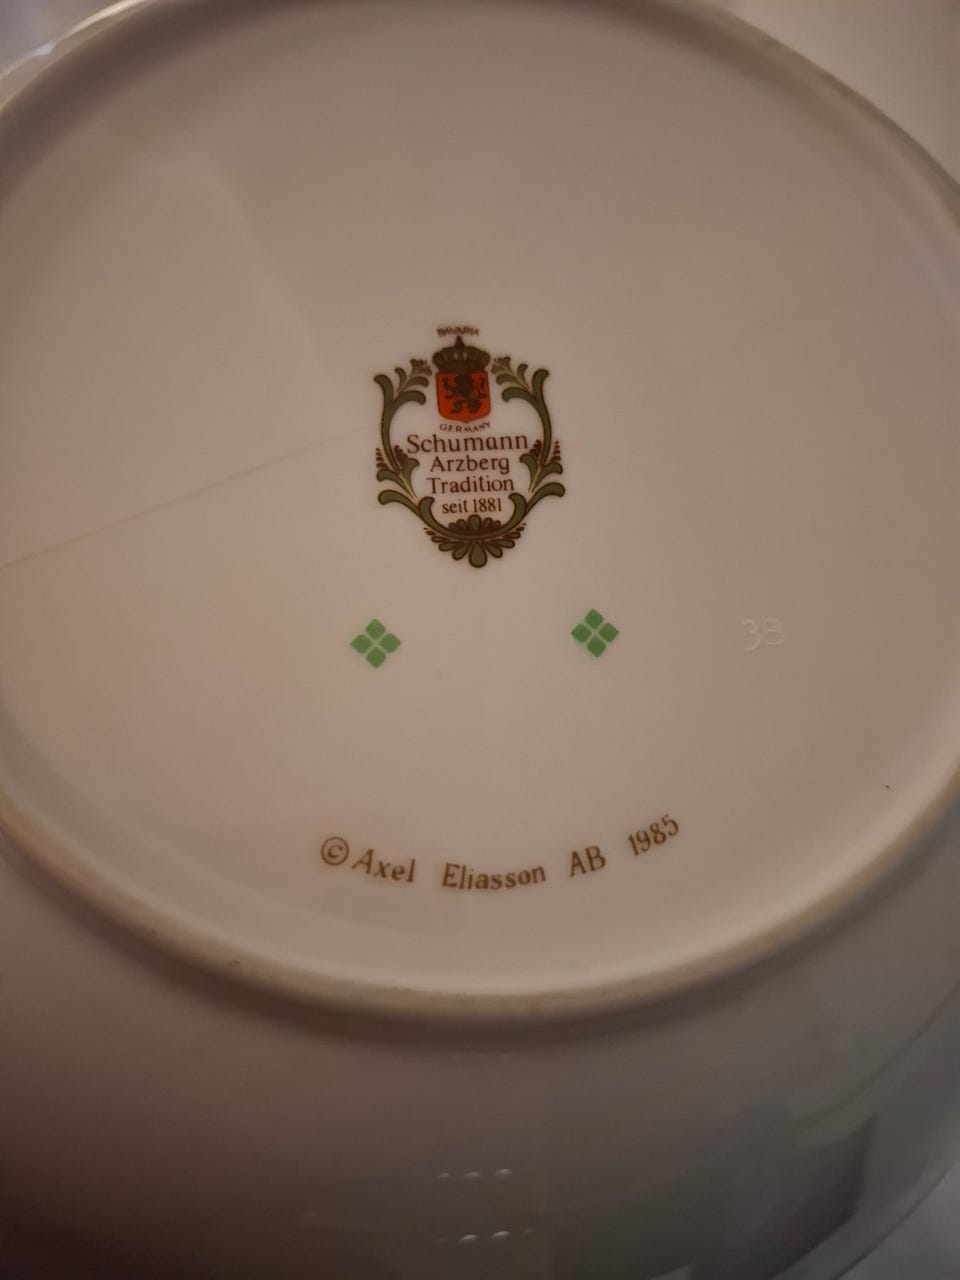 BAVARIA
GERMANY
Schumann
Arzberg
Tradition
seit 1881
38
© Axel Eliasson AB 1985